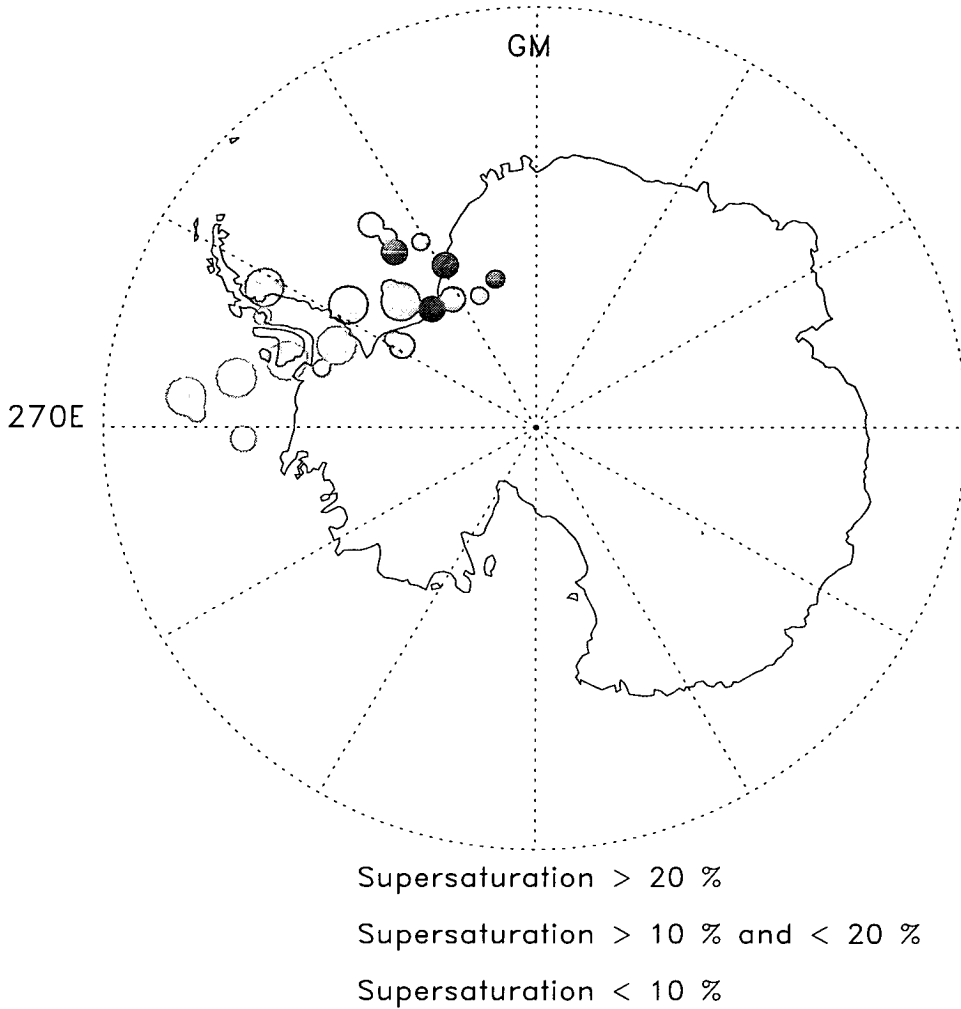 GM
270E
Supersaturation > 20 %
Supersaturation > 10 % and < 20 %
Supersaturation < 10 %